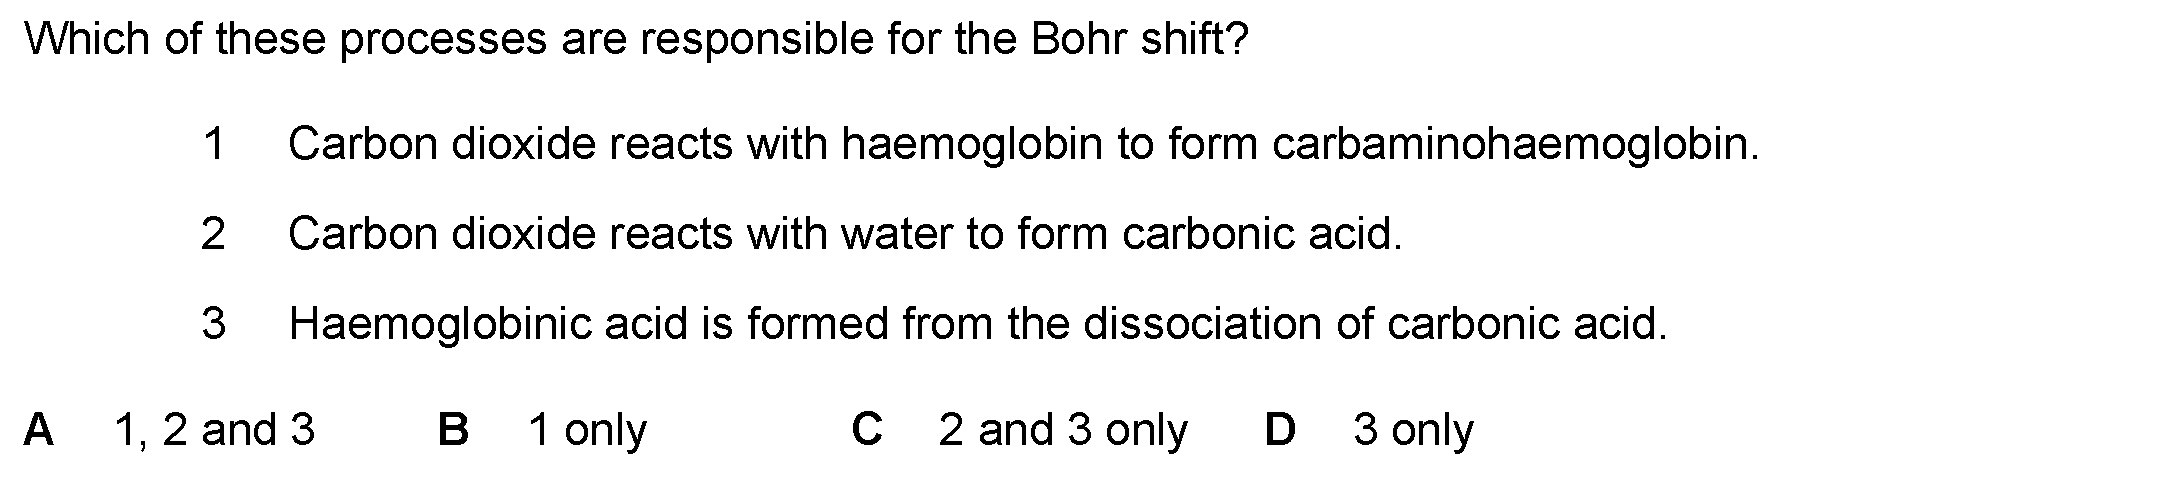 Which of these processes are responsible for the Bohr shift?
1 Carbon dioxide reacts with haemoglobin to form carbaminohaemoglobin.
2 Carbon dioxide reacts with water to form carbonic acid.
3 Haemoglobinic acid is formed from the dissociation of carbonic acid.
A 1, 2 and 3 B 1 only C 2 and 3 only D 3 only